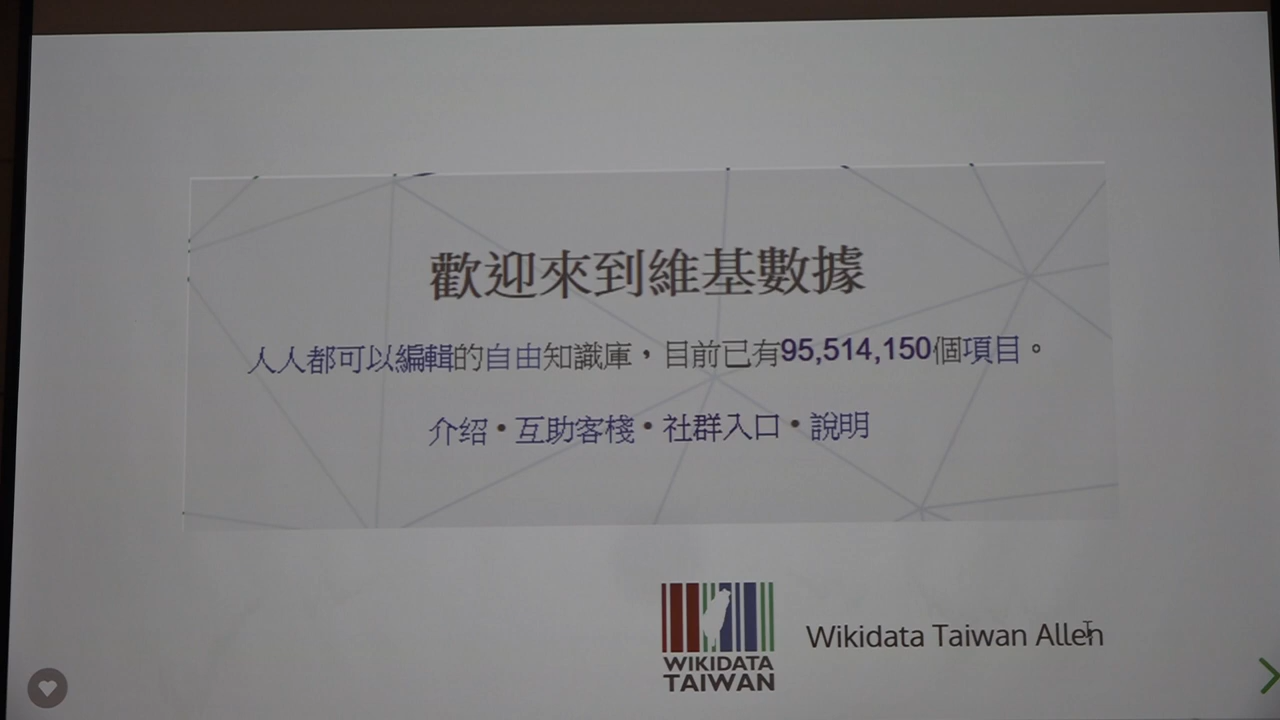 歡迎來到維基數據
人人都可以編輯的自由知識庫，目前已有95,514,150個項目。
介绍•互助客棧•社群入口•說明
WIKIDATA
TAIWAN
Wikidata Taiwan Allen